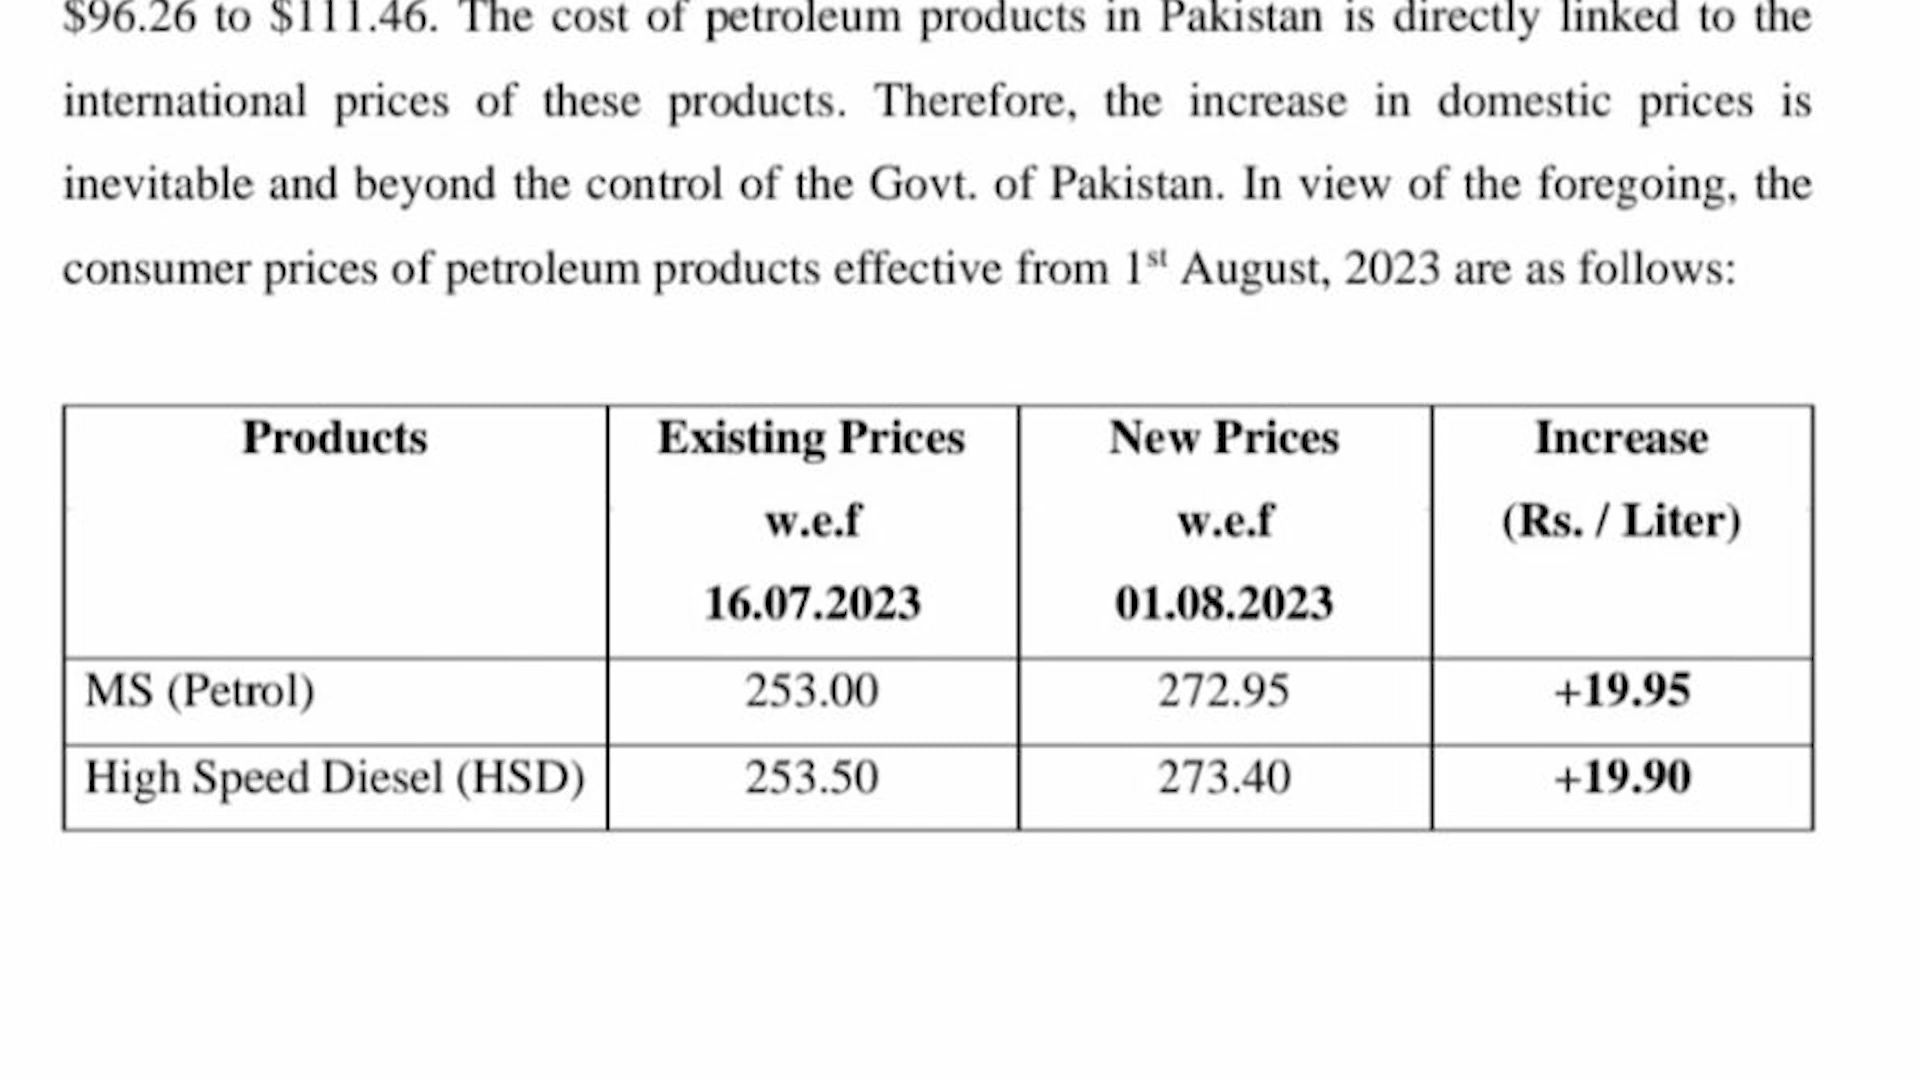 $96.26 to $111.46. The cost of petroleum products in Pakistan is directly linked to the
international prices of these products. Therefore, the increase in domestic prices is
inevitable and beyond the control of the Govt. of Pakistan. In view of the foregoing, the
consumer prices of petroleum products effective from 1st August, 2023 are as follows:
Products Existing Prices New Prices Increase
w.e.f w.e.f (Rs. / Liter)
16.07.2023 01.08.2023
MS (Petrol) 253.00 272.95 +19.95
High Speed Diesel (HSD) 253.50 273.40 +19.90